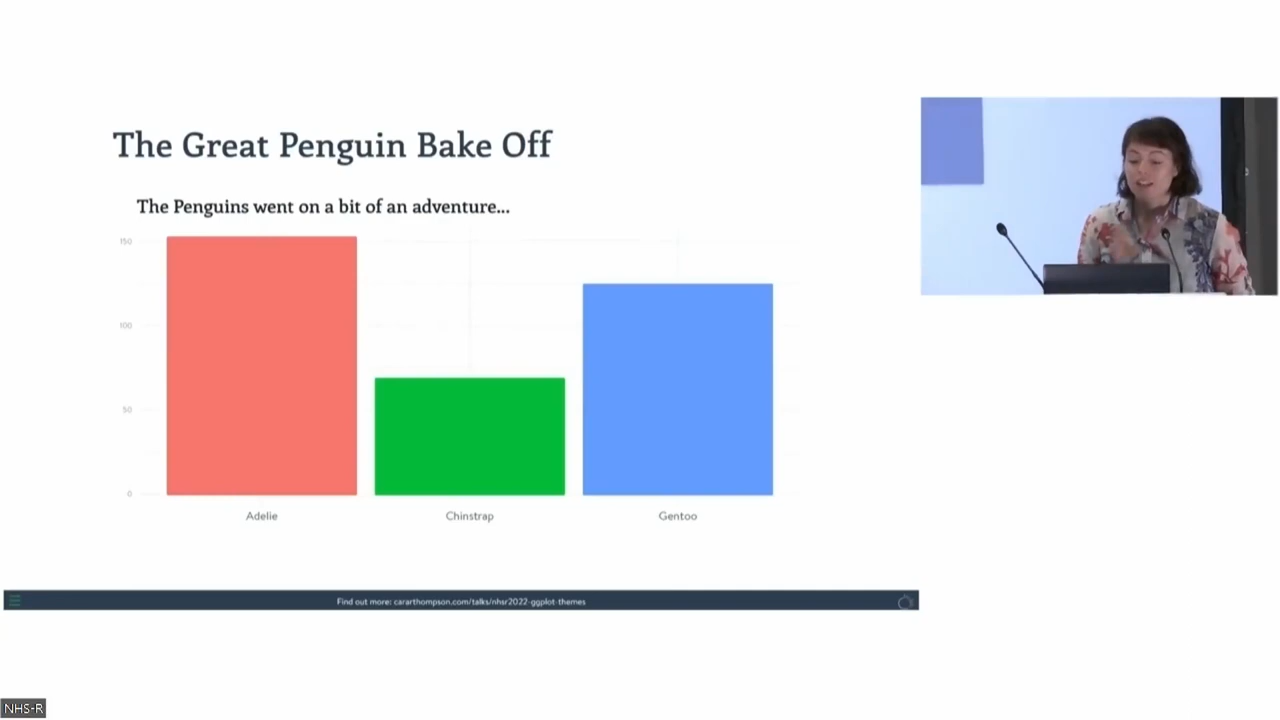 The Great Penguin Bake Off
The Penguins went on a bit of an adventure...
150
100
50
0
Adelie
Chinstrap
Gentoo
Find out more: cararthompson.com/talks/nhsr2022-ggplot-themes
NHS-R